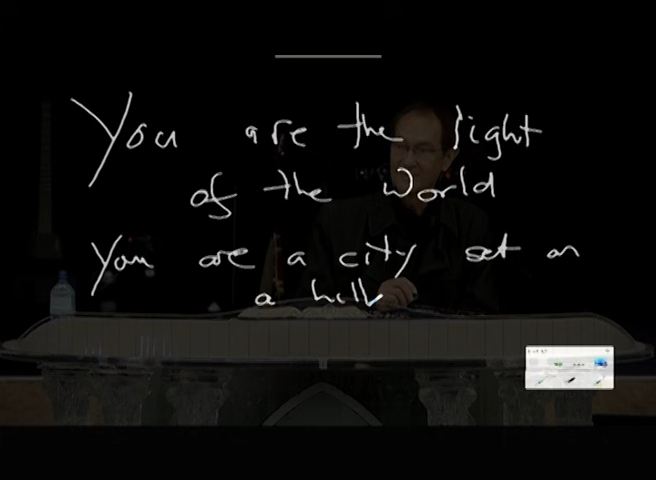 You are the light
of the world
You are a city set on
a hill